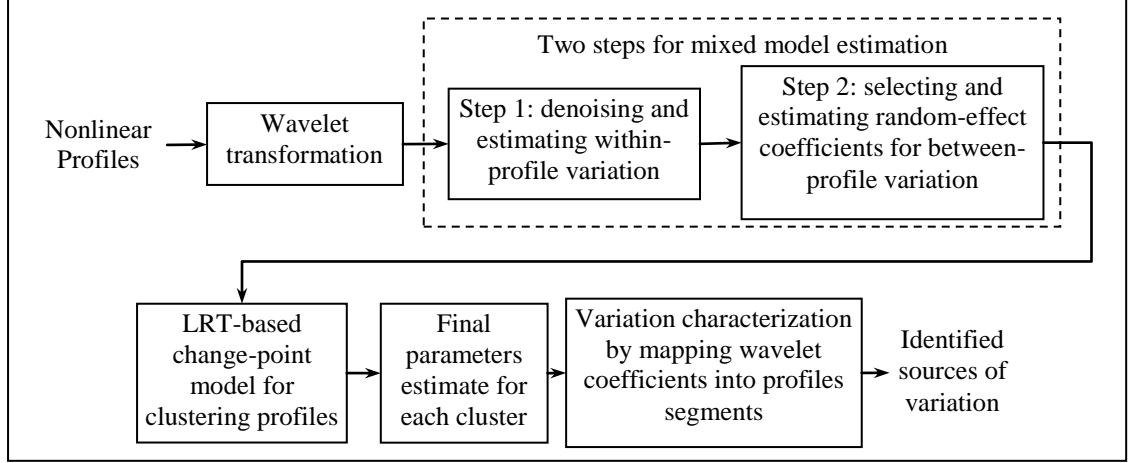 Two steps for mixed model estimation
Nonlinear
Profiles
Wavelet
transformation
Step 1: denoising and
estimating within-
profile variation
Step 2: selecting and
estimating random-effect
coefficients for between-
profile variation
LRT-based
change-point
model for
clustering profiles
Final
parameters
estimate for
each cluster
Variation characterization
by mapping wavelet
coefficients into profiles
segments
Identified
sources of
variation